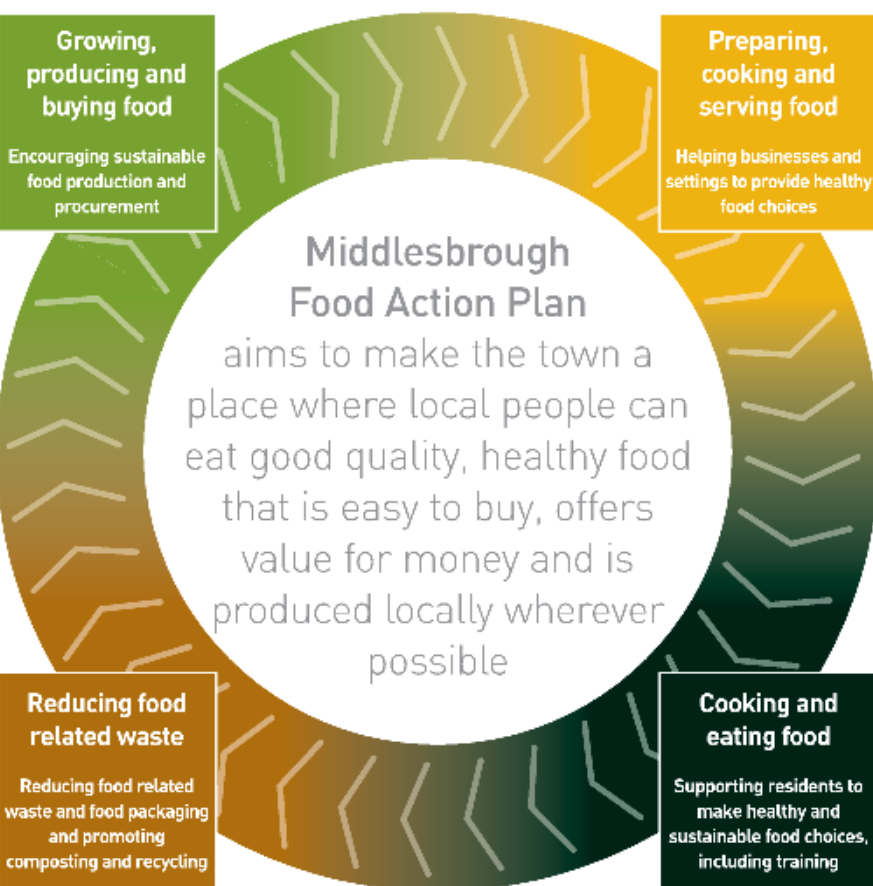 Growing,
producing and
buying food
Encouraging sustainable
food production and
procurement
Preparing,
cooking and
serving food
Helping businesses and
settings to provide healthy
food choices
Middlesbrough
Food Action Plan
aims to make the town a
place where local people can
eat good quality, healthy food
that is easy to buy, offers
value for money and is
produced locally wherever
possible
Reducing food
related waste
Reducing food related
waste and food packaging
and promoting
composting and recycling
Cooking and
eating food
Supporting residents to
make healthy and
sustainable food choices,
including training